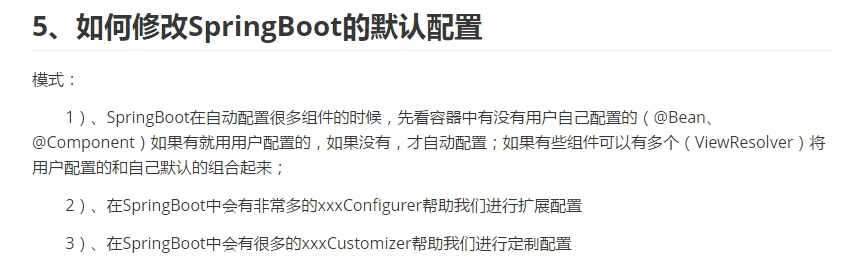 5、如何修改SpringBoot的默认配置
模式：
1）、SpringBoot在自动配置很多组件的时候，先看容器中有没有用户自己配置的（@Bean、
@Component）如果有就用用户配置的，如果没有，才自动配置；如果有些组件可以有多个（ViewResolver）将
用户配置的和自己默认的组合起来；
2）、在SpringBoot中会有非常多的xxxConfigurer帮助我们进行扩展配置
3）、在SpringBoot中会有很多的xxxCustomizer帮助我们进行定制配置